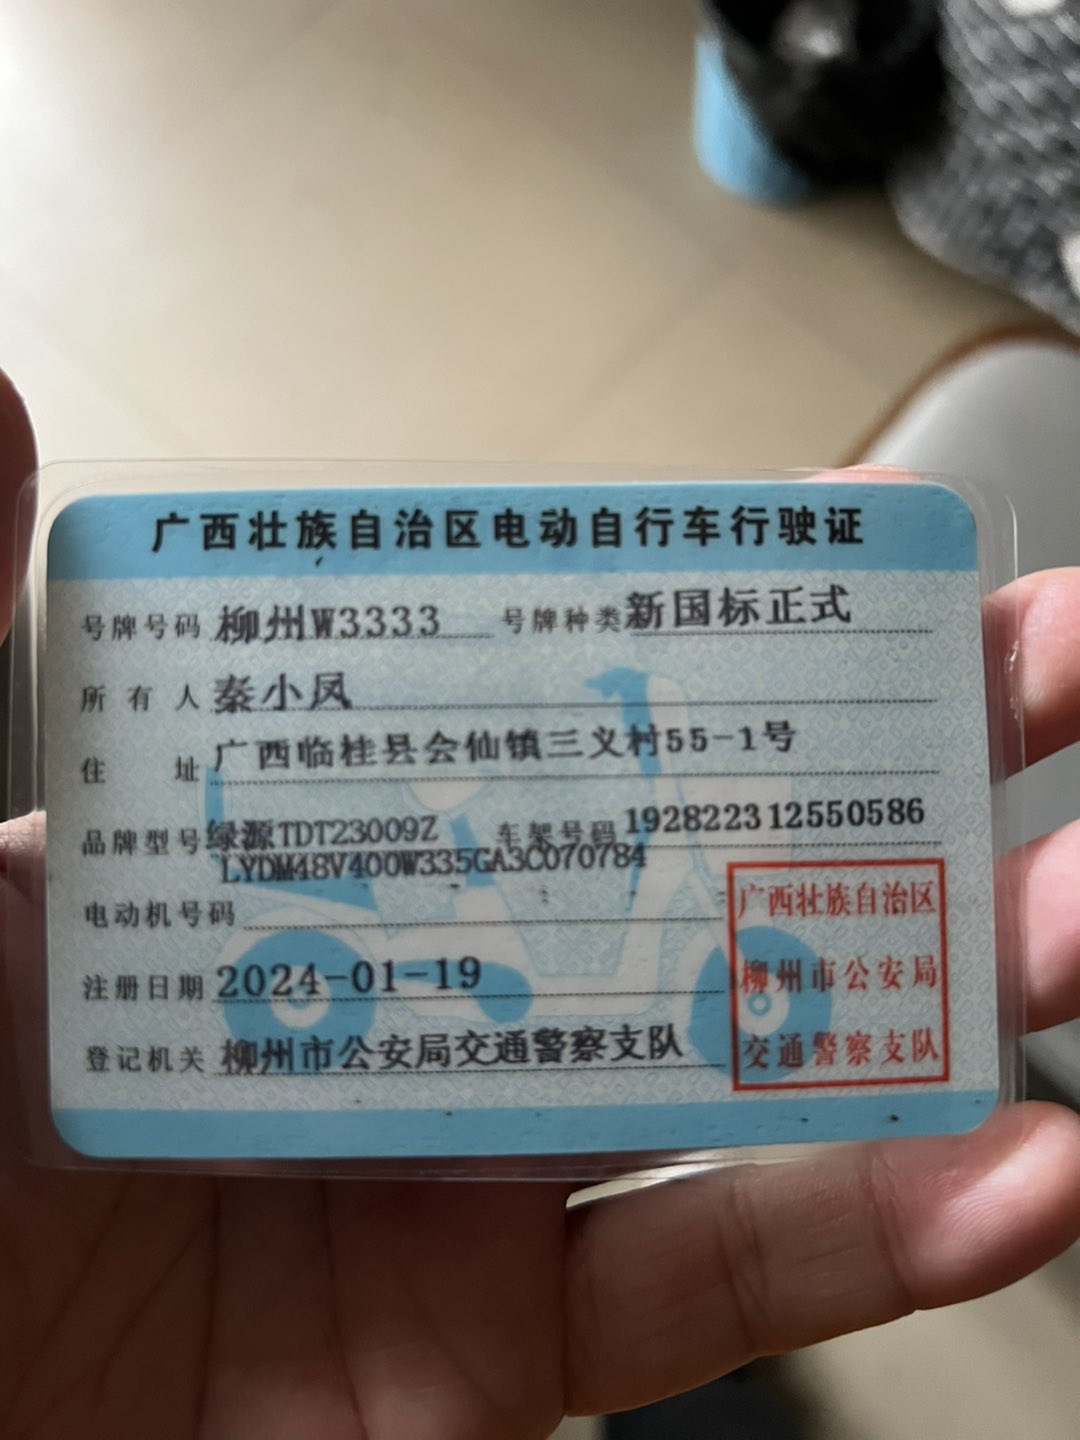 广西壮族自治区电动自行车行驶证
号牌号码 柳州W3333 号牌种类 新国标正式
所有人 秦小凤
住址 广西临桂县会仙镇三义村55-1号
品牌型号 绿源TDT23009Z 车架号码 192822312550586
LYDM48V400W335GA3C070784
电动机号码
注册日期 2024-01-19
登记机关 柳州市公安局交通警察支队
广西壮族自治区
柳州市公安局
交通警察支队